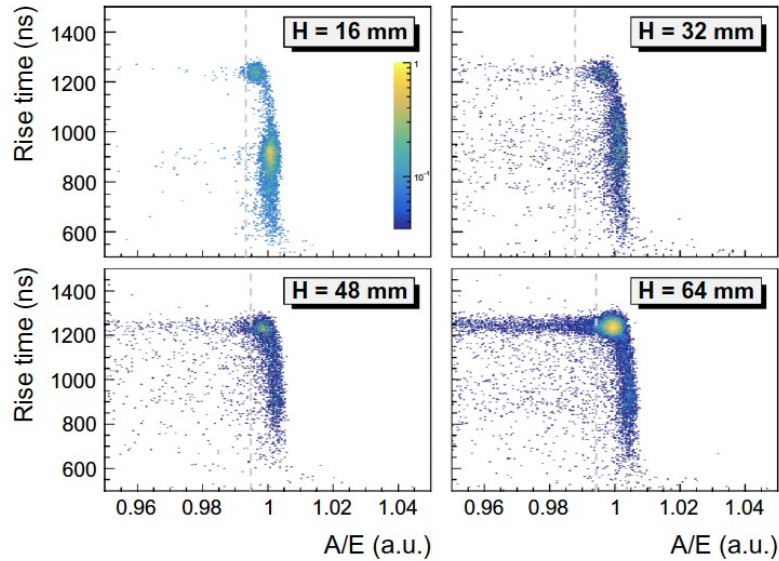 Rise time (ns)
1400
1200
1000
800
600
H = 16 mm
1
10⁻¹
H = 32 mm
Rise time (ns)
1400
1200
1000
800
600
H = 48 mm
H = 64 mm
0.96 0.98 1 1.02 1.04
0.96 0.98 1 1.02 1.04
A/E (a.u.)
A/E (a.u.)